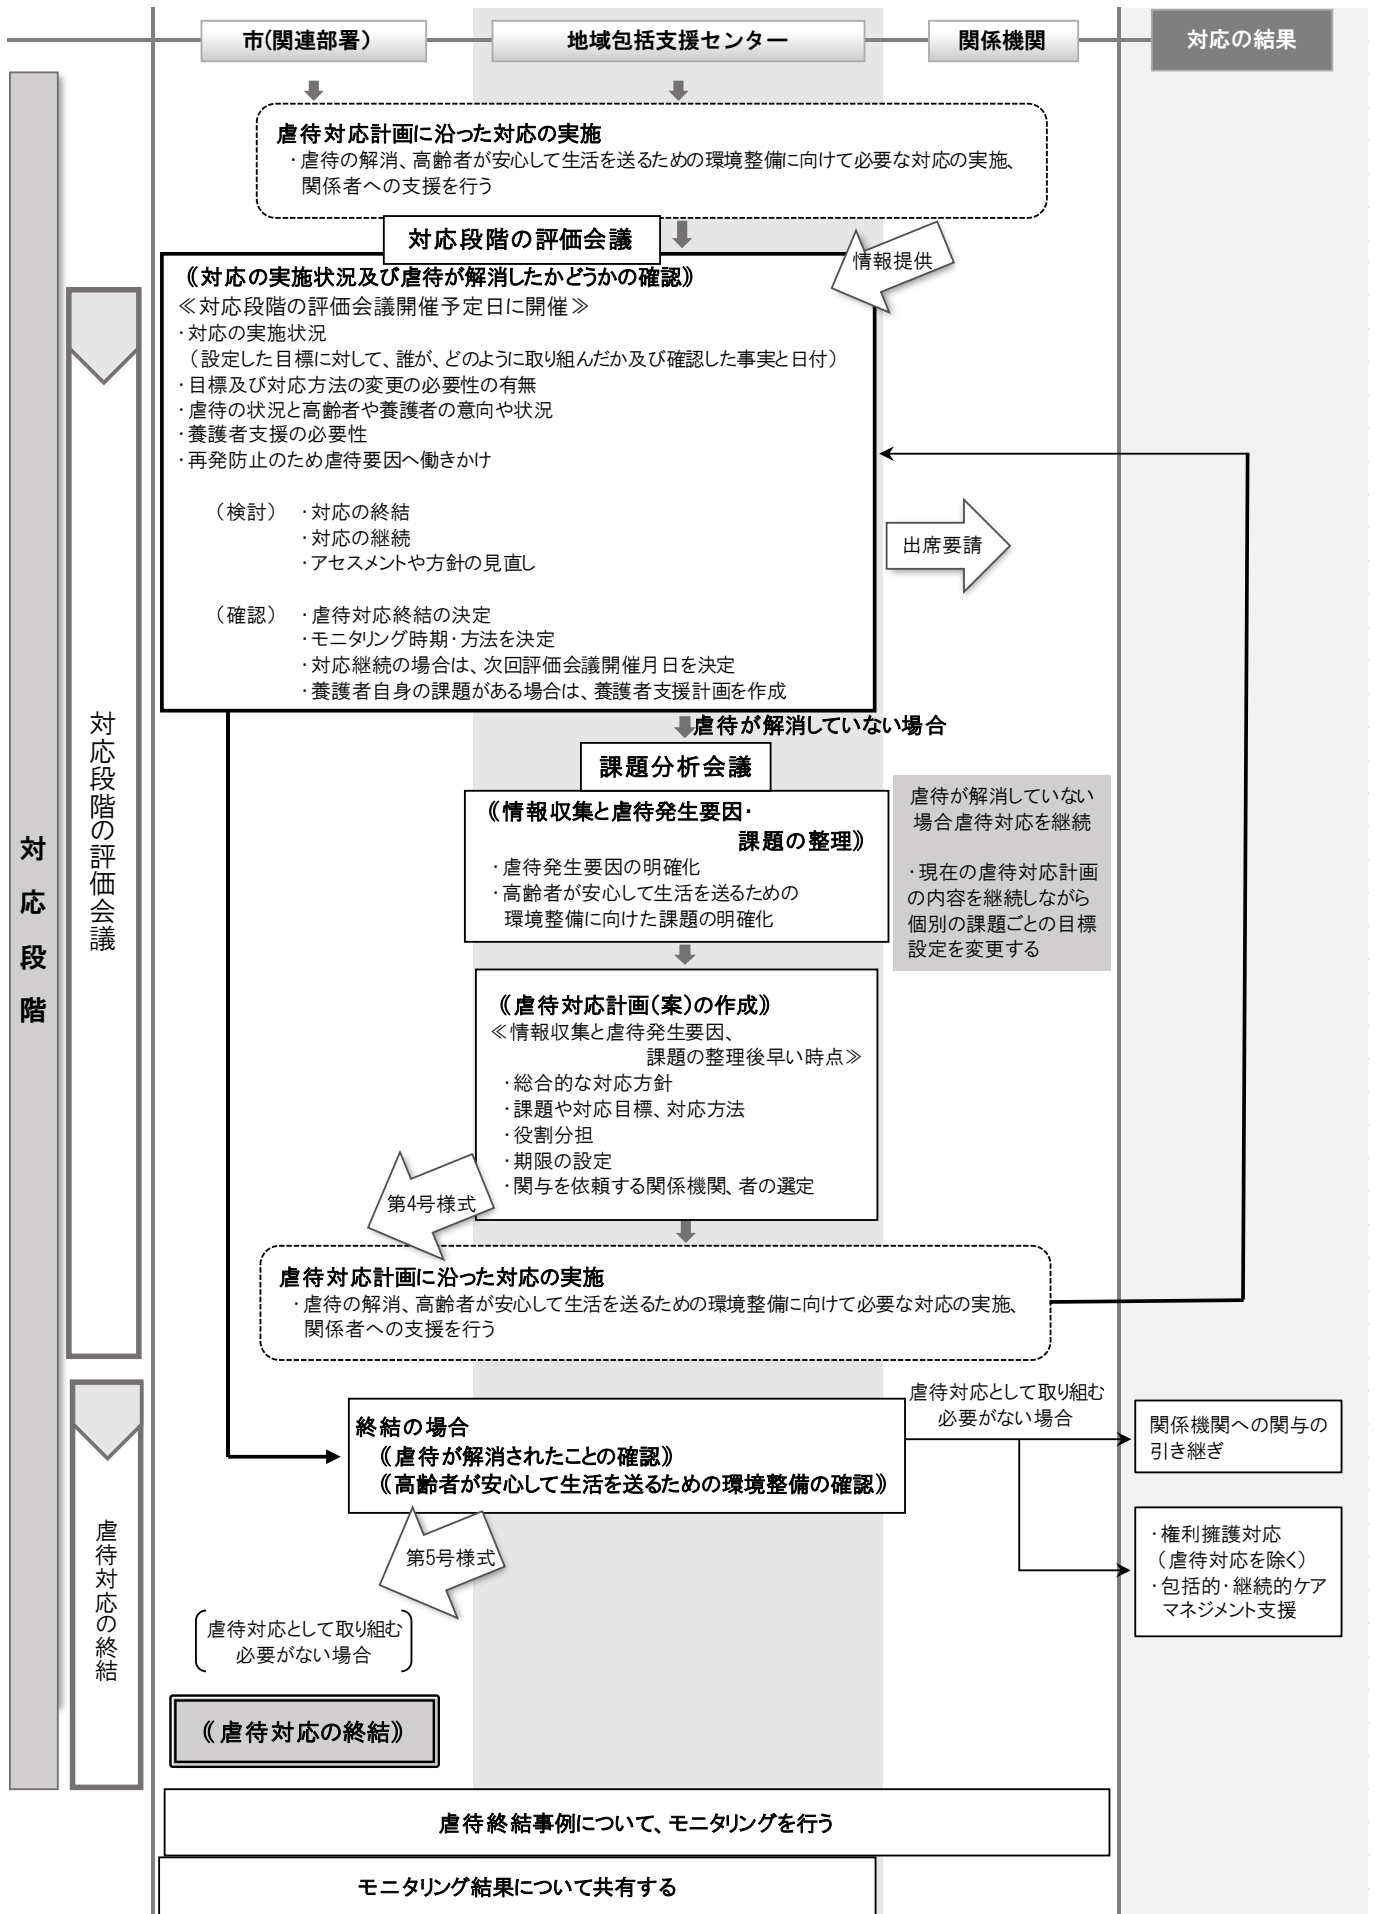 市(関連部署）
地域包括支援センター
関係機関
対応の結果
虐待対応計画に沿った対応の実施
・虐待の解消、高齢者が安心して生活を送るための環境整備に向けて必要な対応の実施、
関係者への支援を行う
対応段階の評価会議
情報提供
《対応の実施状況及び虐待が解消したかどうかの確認》
≪対応段階の評価会議開催予定日に開催≫
・対応の実施状況
（設定した目標に対して、誰が、どのように取り組んだか及び確認した事実と日付）
・目標及び対応方法の変更の必要性の有無
・虐待の状況と高齢者や養護者の意向や状況
・養護者支援の必要性
・再発防止のため虐待要因へ働きかけ
（検討）　・対応の終結
・対応の継続
・アセスメントや方針の見直し
出席要請
（確認）　・虐待対応終結の決定
・モニタリング時期・方法を決定
・対応継続の場合は、次回評価会議開催月日を決定
・養護者自身の課題がある場合は、養護者支援計画を作成
虐待が解消していない場合
課題分析会議
《情報収集と虐待発生要因・
課題の整理》
・虐待発生要因の明確化
・高齢者が安心して生活を送るための
環境整備に向けた課題の明確化
虐待が解消していない
場合虐待対応を継続
・現在の虐待対応計画
の内容を継続しながら
個別の課題ごとの目標
設定を変更する
対応段階の評価会議
対応段階
《虐待対応計画(案)の作成》
≪情報収集と虐待発生要因、
課題の整理後早い時点≫
・総合的な対応方針
・課題や対応目標、対応方法
・役割分担
・期限の設定
・関与を依頼する関係機関、者の選定
第4号様式
虐待対応計画に沿った対応の実施
・虐待の解消、高齢者が安心して生活を送るための環境整備に向けて必要な対応の実施、
関係者への支援を行う
虐待対応として取り組む
必要がない場合
終結の場合
《虐待が解消されたことの確認》
《高齢者が安心して生活を送るための環境整備の確認》
関係機関への関与の
引き継ぎ
第5号様式
・権利擁護対応
（虐待対応を除く）
・包括的・継続的ケア
マネジメント支援
虐待対応の終結
虐待対応として取り組む
必要がない場合
《虐待対応の終結》
虐待終結事例について、モニタリングを行う
モニタリング結果について共有する